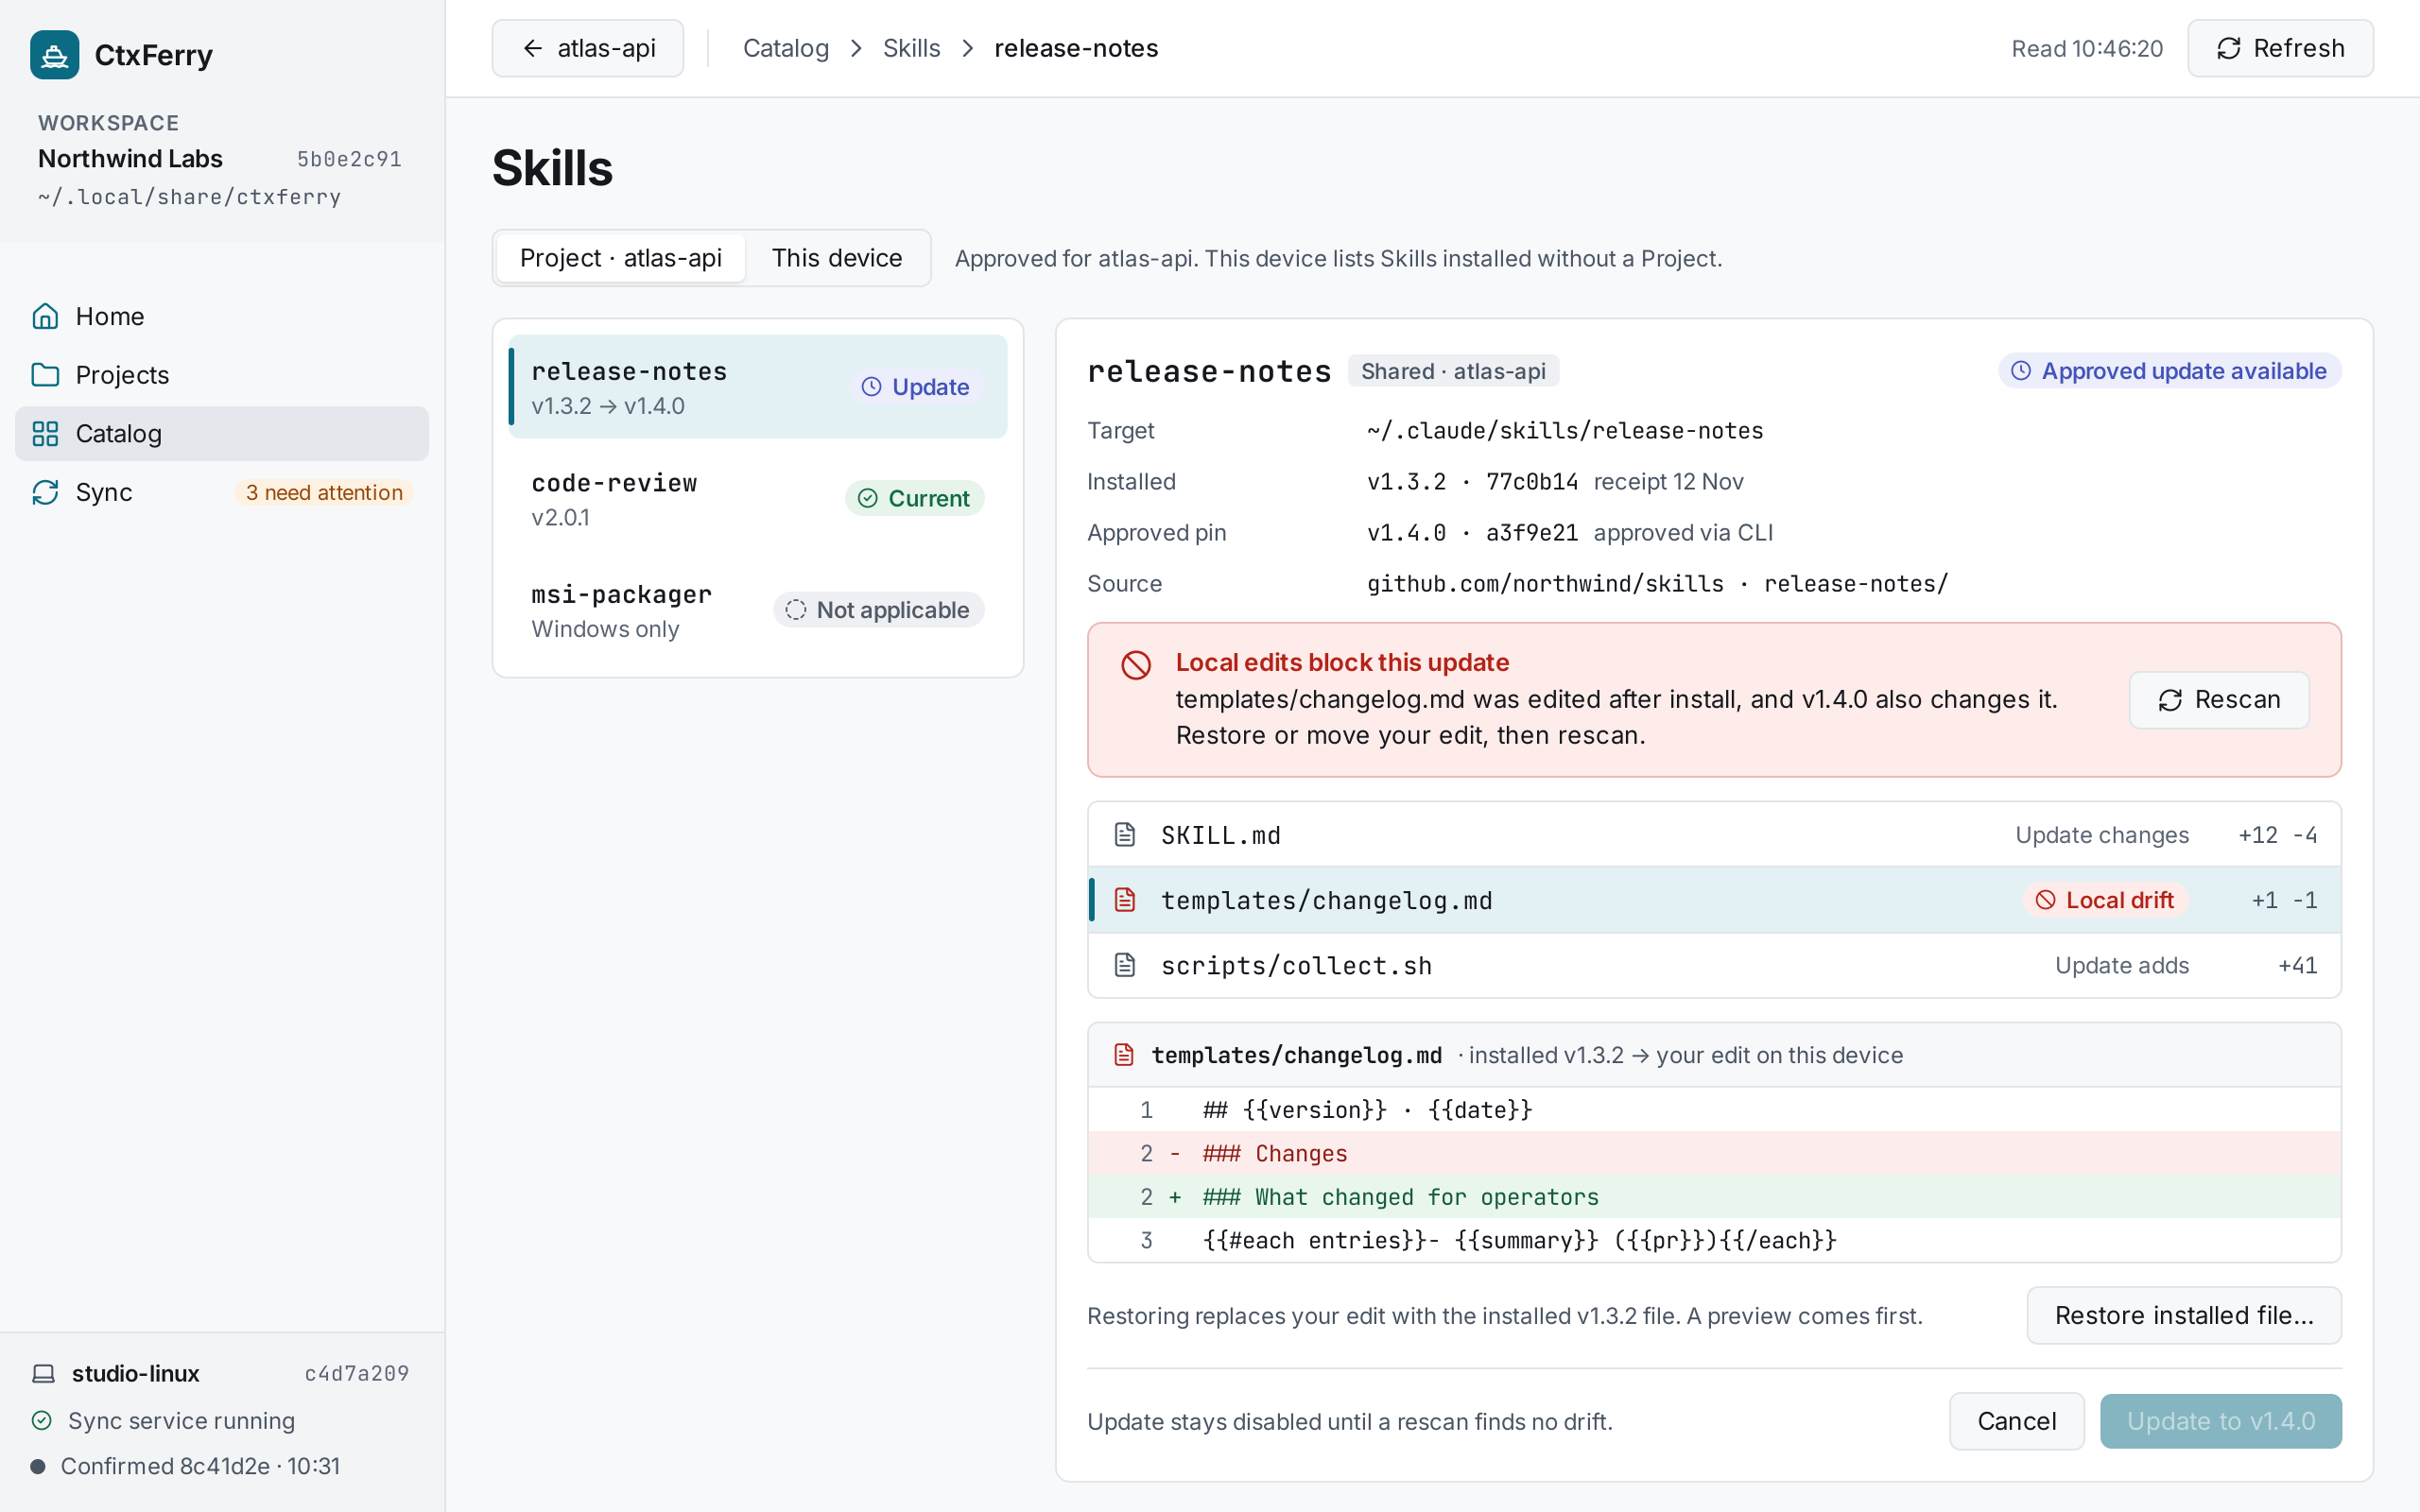 CtxFerry
WORKSPACE
Northwind Labs 5b0e2c91
~/.local/share/ctxferry
Home
Projects
Catalog
Sync 3 need attention
studio-linux c4d7a209
Sync service running
Confirmed 8c41d2e · 10:31
← atlas-api Catalog > Skills > release-notes Read 10:46:20 Refresh
Skills
Project · atlas-api This device Approved for atlas-api. This device lists Skills installed without a Project.
release-notes
v1.3.2 → v1.4.0
Update
code-review
v2.0.1
Current
msi-packager
Windows only
Not applicable
release-notes Shared · atlas-api Approved update available
Target ~/.claude/skills/release-notes
Installed v1.3.2 · 77c0b14 receipt 12 Nov
Approved pin v1.4.0 · a3f9e21 approved via CLI
Source github.com/northwind/skills · release-notes/
Local edits block this update
templates/changelog.md was edited after install, and v1.4.0 also changes it.
Restore or move your edit, then rescan.
Rescan
SKILL.md Update changes +12 -4
templates/changelog.md Local drift +1 -1
scripts/collect.sh Update adds +41
templates/changelog.md · installed v1.3.2 → your edit on this device
1 ## {{version}} · {{date}}
2 - ### Changes
2 + ### What changed for operators
3 {{#each entries}}- {{summary}} ({{pr}}){{/each}}
Restoring replaces your edit with the installed v1.3.2 file. A preview comes first. Restore installed file...
Update stays disabled until a rescan finds no drift. Cancel Update to v1.4.0